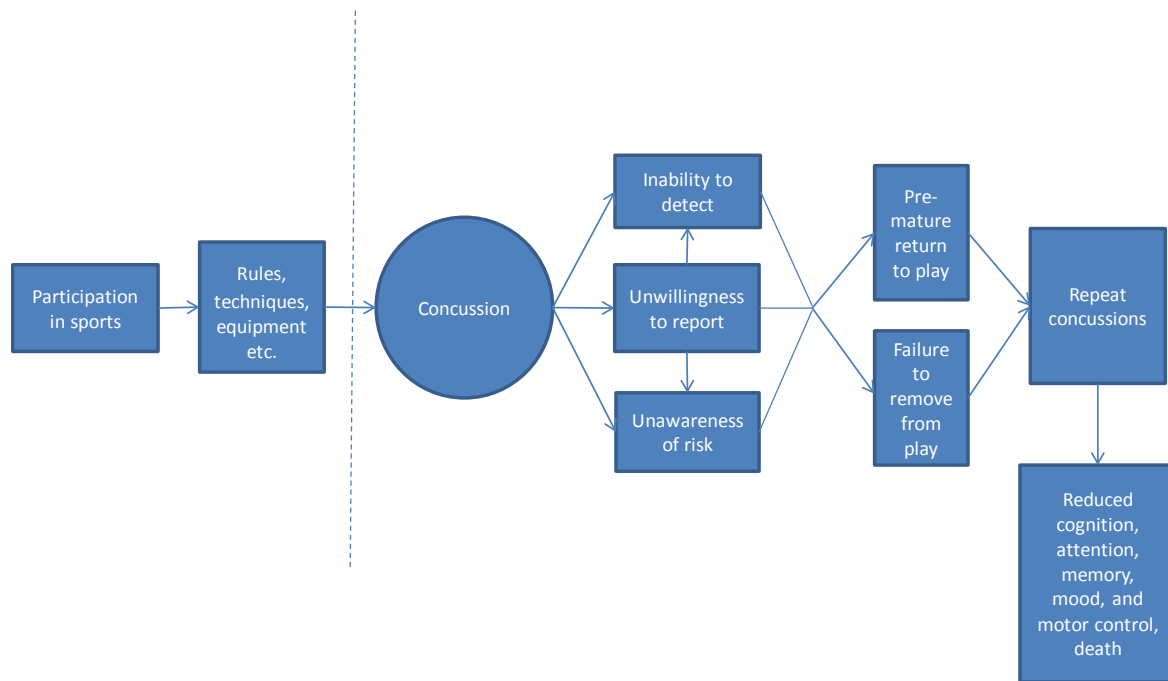 Participation
in sports
Rules,
techniques,
equipment
etc.
Concussion
Inability to
detect
Unwillingness
to report
Unawareness
of risk
Pre-
mature
return
to play
Failure
to
remove
from
play
Repeat
concussions
Reduced
cognition,
attention,
memory,
mood, and
motor control,
death